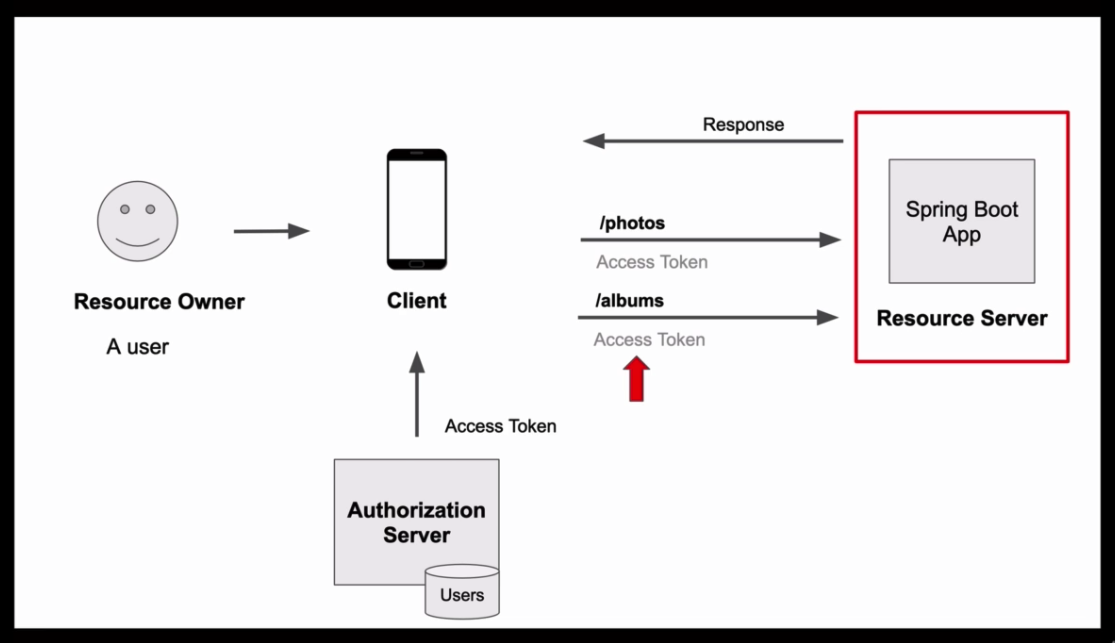 Response
/photos
Access Token
/albums
Access Token
Spring Boot
App
Resource Server
Resource Owner
A user
Client
Access Token
Authorization
Server
Users